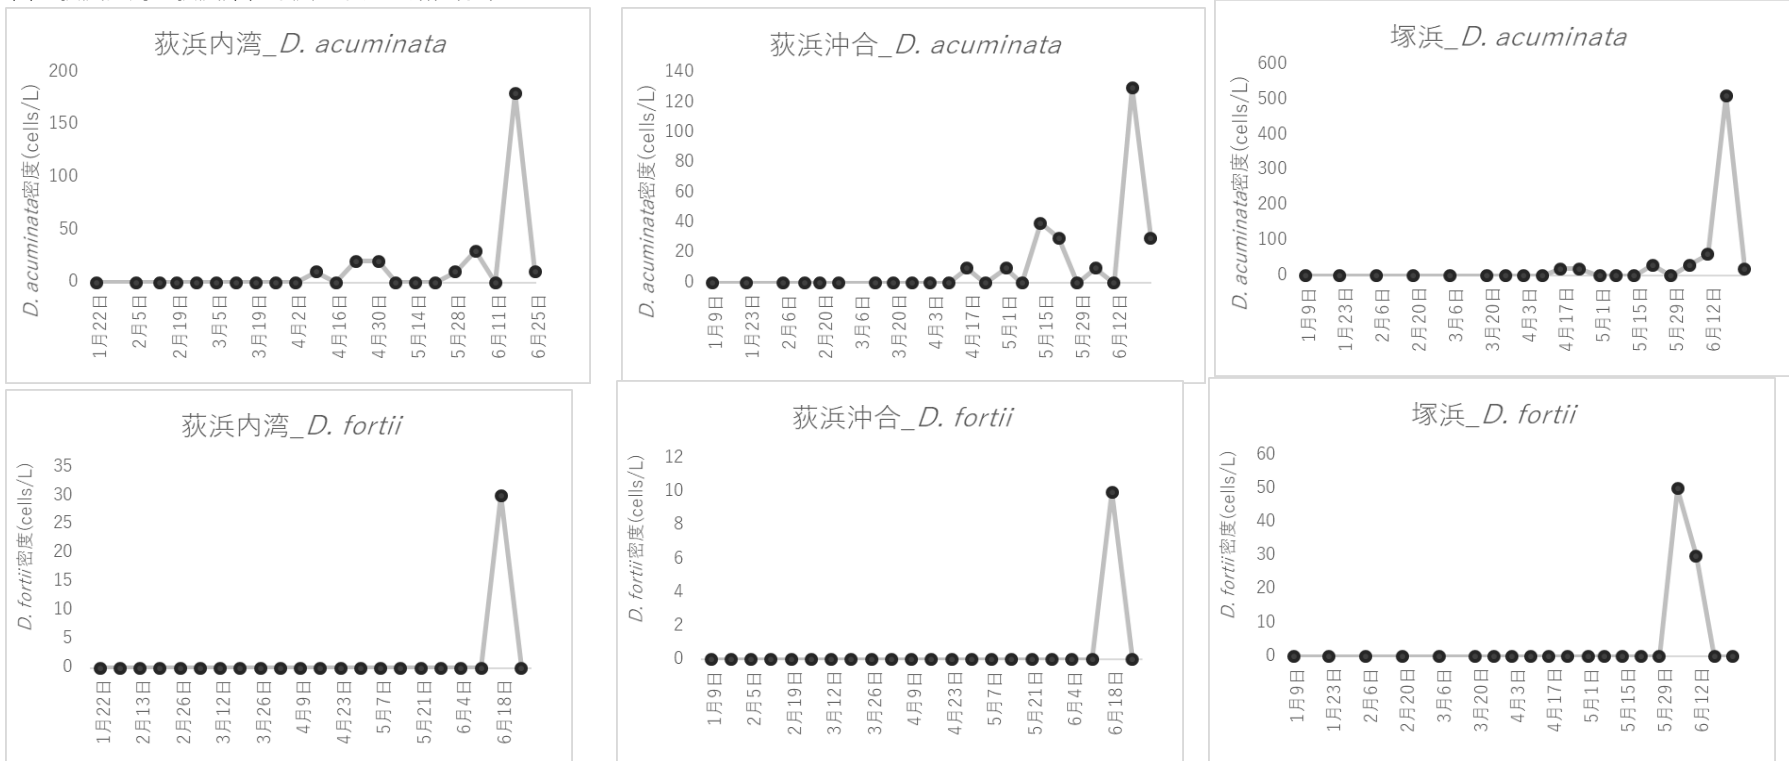 荻浜内湾_D. acuminata
D. acuminata密度(cells/L)
200
150
100
50
0
1月22日
2月5日
2月19日
3月5日
3月19日
4月2日
4月16日
4月30日
5月14日
5月28日
6月11日
6月25日
荻浜沖合_D. acuminata
D. acuminata密度(cells/L)
140
120
100
80
60
40
20
0
1月9日
1月23日
2月6日
2月20日
3月6日
3月20日
4月3日
4月17日
5月1日
5月15日
5月29日
6月12日
塚浜_D. acuminata
D. acuminata密度(cells/L)
600
500
400
300
200
100
0
1月9日
1月23日
2月6日
2月20日
3月6日
3月20日
4月3日
4月17日
5月1日
5月15日
5月29日
6月12日
荻浜内湾_D. fortii
D. fortii密度(cells/L)
35
30
25
20
15
10
5
0
1月22日
2月13日
2月26日
3月12日
3月26日
4月9日
4月23日
5月7日
5月21日
6月4日
6月18日
荻浜沖合_D. fortii
D. fortii密度(cells/L)
12
10
8
6
4
2
0
1月9日
2月5日
2月19日
3月12日
3月26日
4月9日
4月23日
5月7日
5月21日
6月4日
6月18日
塚浜_D. fortii
D. fortii密度(cells/L)
60
50
40
30
20
10
0
1月9日
1月23日
2月6日
2月20日
3月6日
3月20日
4月3日
4月17日
5月1日
5月15日
5月29日
6月12日